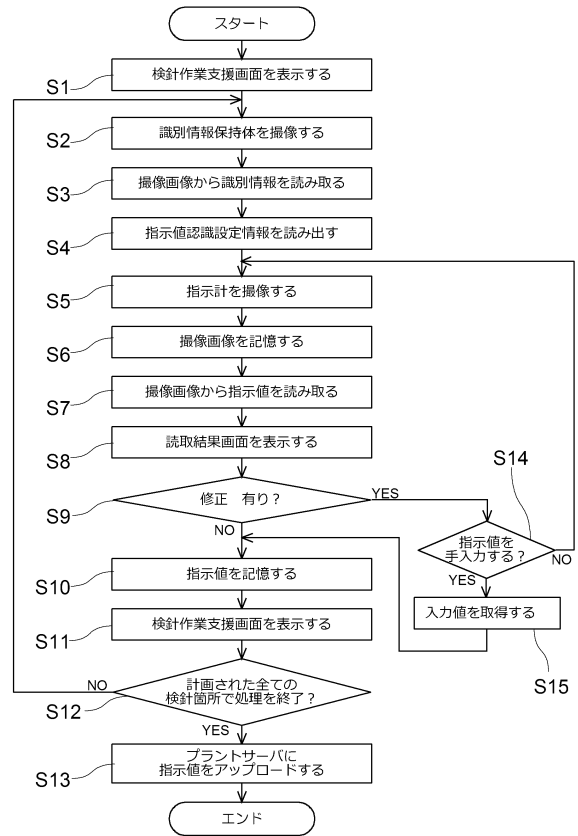 スタート
S1
検針作業支援画面を表示する
S2
識別情報保持体を撮像する
S3
撮像画像から識別情報を読み取る
S4
指示値認識設定情報を読み出す
S5
指示計を撮像する
S6
撮像画像を記憶する
S7
撮像画像から指示値を読み取る
S8
読取結果画面を表示する
S9
修正　有り？
YES
NO
S14
指示値を
手入力する？
NO
YES
S15
入力値を取得する
S10
指示値を記憶する
S11
検針作業支援画面を表示する
S12
計画された全ての
検針箇所で処理を終了？
NO
YES
S13
プラントサーバに
指示値をアップロードする
エンド